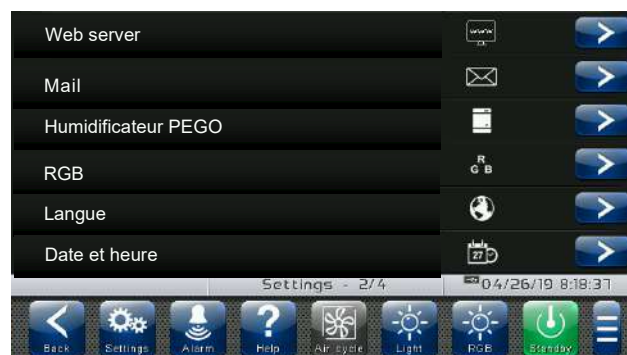 Web server
Mail
Humidificateur PEGO
R
G B
RGB
Langue
27
Date et heure
Settings - 2/4
04/26/19 8:18:37
Back
Settings
Alarm
Help
Air cycle
Light
RGB
Standby